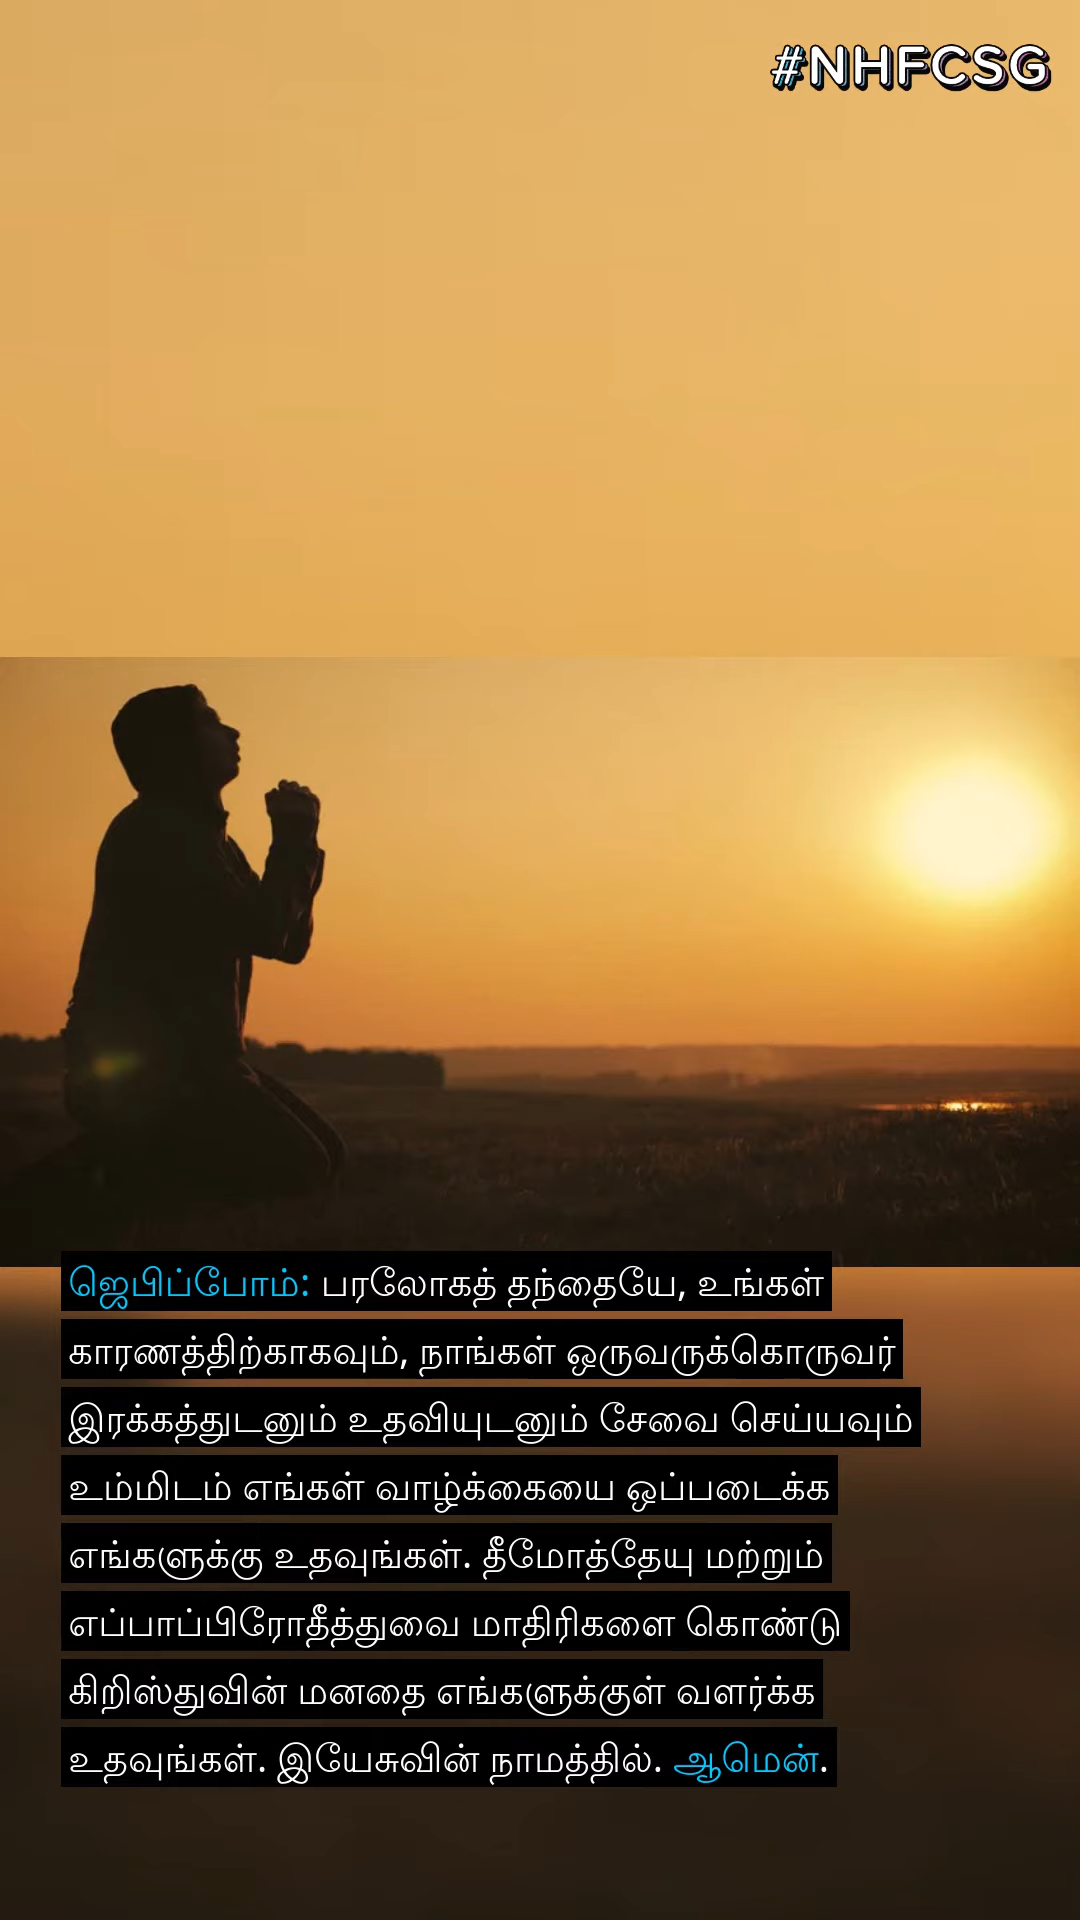 #NHFCSG
ஜெபிப்போம்: பரலோகத் தந்தையே, உங்கள்
காரணத்திற்காகவும், நாங்கள் ஒருவருக்கொருவர்
இரக்கத்துடனும் உதவியுடனும் சேவை செய்யவும்
உம்மிடம் எங்கள் வாழ்க்கையை ஒப்படைக்க
எங்களுக்கு உதவுங்கள். தீமோத்தேயு மற்றும்
எப்பாப்பிரோதீத்துவை மாதிரிகளை கொண்டு
கிறிஸ்துவின் மனதை எங்களுக்குள் வளர்க்க
உதவுங்கள். இயேசுவின் நாமத்தில். ஆமென்.